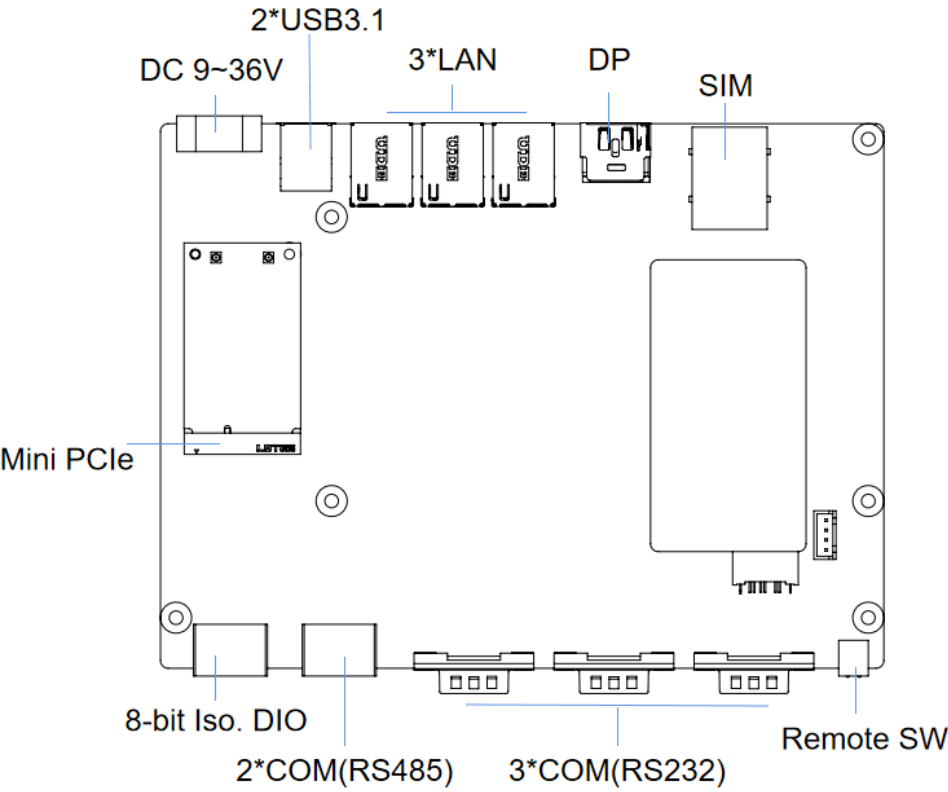 2*USB3.1
DC 9~36V
3*LAN
DP
SIM
Mini PCIe
8-bit Iso. DIO
2*COM(RS485)
3*COM(RS232)
Remote SW